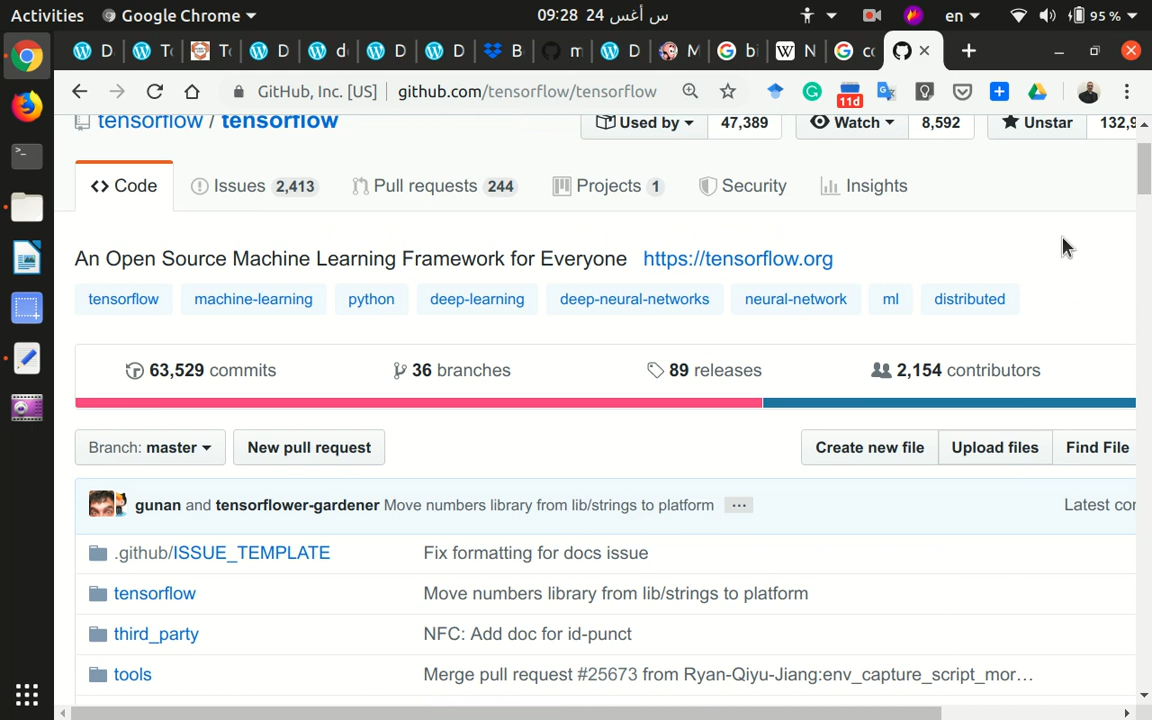 Activities Google Chrome س أغس 24 09:28 en 95 %
D T T D d D D B m D M G bi W N G c
GitHub, Inc. [US] github.com/tensorflow/tensorflow
11d
tensorflow / tensorflow Used by 47,389 Watch 8,592 Unstar 132,9
Code Issues 2,413 Pull requests 244 Projects 1 Security Insights
An Open Source Machine Learning Framework for Everyone https://tensorflow.org
tensorflow machine-learning python deep-learning deep-neural-networks neural-network ml distributed
63,529 commits 36 branches 89 releases 2,154 contributors
Branch: master New pull request Create new file Upload files Find File
gunan and tensorflower-gardener Move numbers library from lib/strings to platform ... Latest cor
.github/ISSUE_TEMPLATE Fix formatting for docs issue
tensorflow Move numbers library from lib/strings to platform
third_party NFC: Add doc for id-punct
tools Merge pull request #25673 from Ryan-Qiyu-Jiang:env_capture_script_mor...